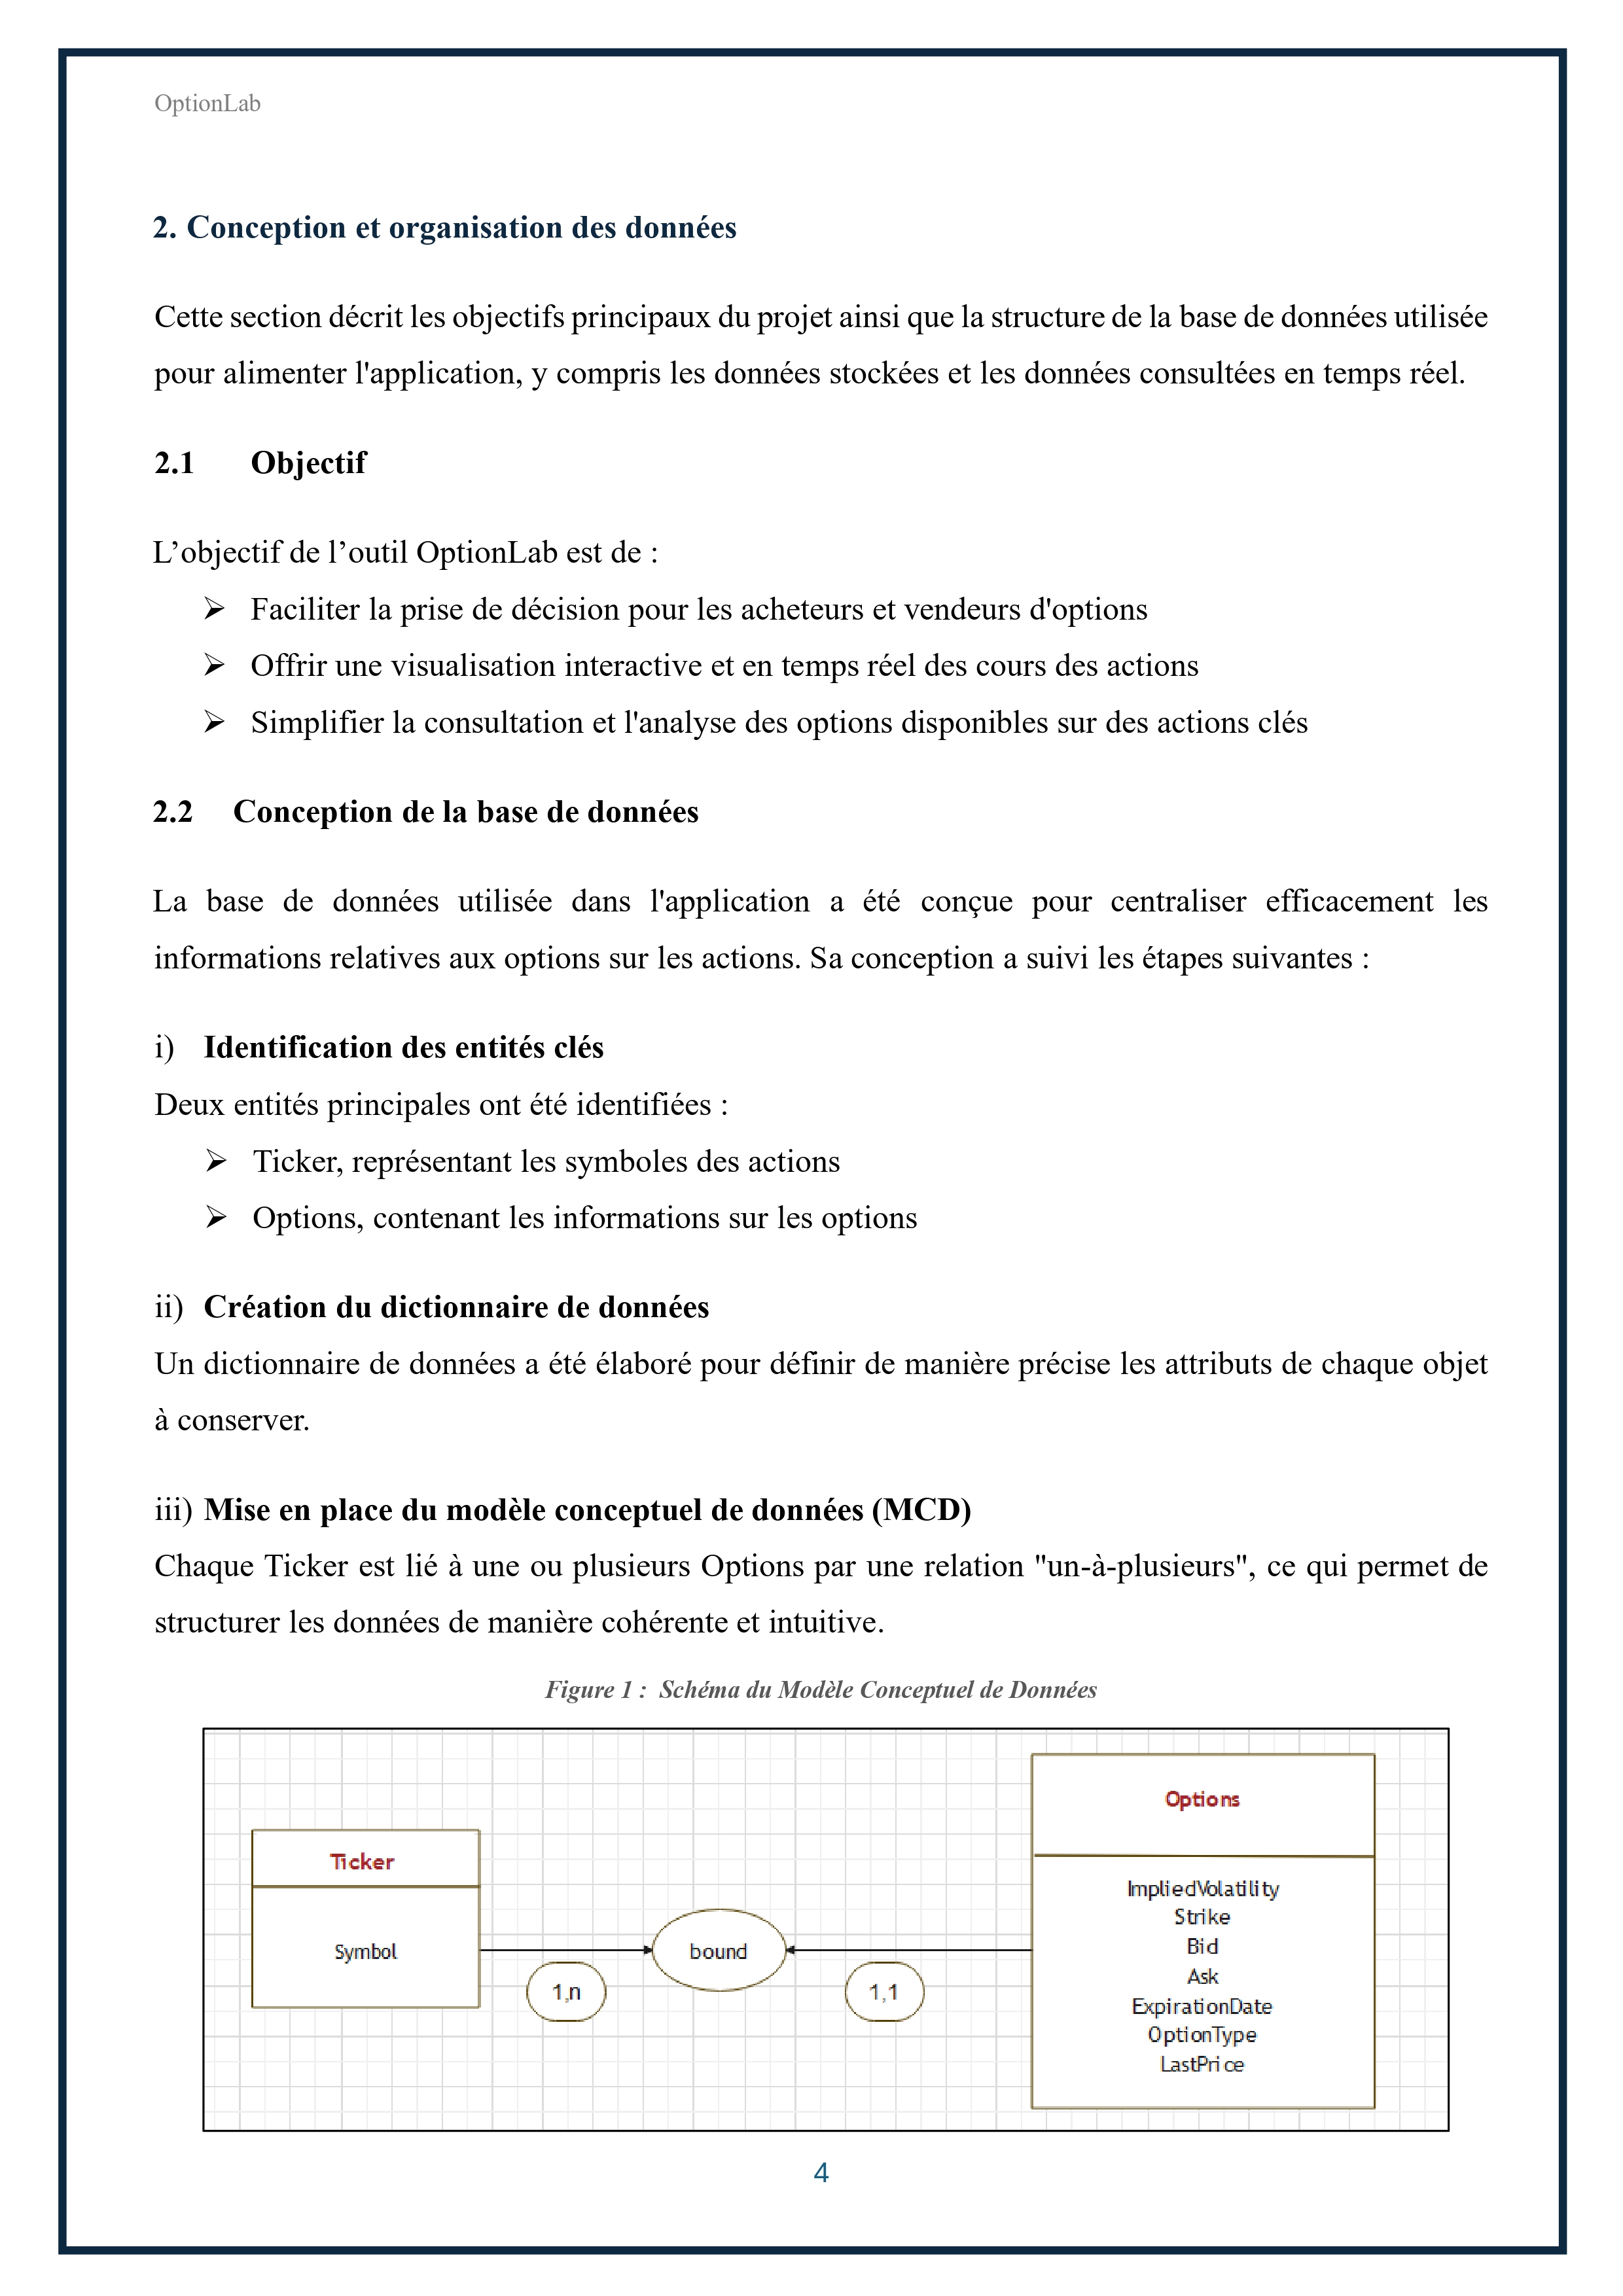 OptionLab
2. Conception et organisation des données
Cette section décrit les objectifs principaux du projet ainsi que la structure de la base de données utilisée
pour alimenter l'application, y compris les données stockées et les données consultées en temps réel.
2.1 Objectif
L’objectif de l’outil OptionLab est de :
➢ Faciliter la prise de décision pour les acheteurs et vendeurs d'options
➢ Offrir une visualisation interactive et en temps réel des cours des actions
➢ Simplifier la consultation et l'analyse des options disponibles sur des actions clés
2.2 Conception de la base de données
La base de données utilisée dans l'application a été conçue pour centraliser efficacement les
informations relatives aux options sur les actions. Sa conception a suivi les étapes suivantes :
i) Identification des entités clés
Deux entités principales ont été identifiées :
➢ Ticker, représentant les symboles des actions
➢ Options, contenant les informations sur les options
ii) Création du dictionnaire de données
Un dictionnaire de données a été élaboré pour définir de manière précise les attributs de chaque objet
à conserver.
iii) Mise en place du modèle conceptuel de données (MCD)
Chaque Ticker est lié à une ou plusieurs Options par une relation "un-à-plusieurs", ce qui permet de
structurer les données de manière cohérente et intuitive.
Figure 1 : Schéma du Modèle Conceptuel de Données
Ticker
Symbol
1,n
bound
1,1
Options
ImpliedVolatility
Strike
Bid
Ask
ExpirationDate
OptionType
LastPrice
4